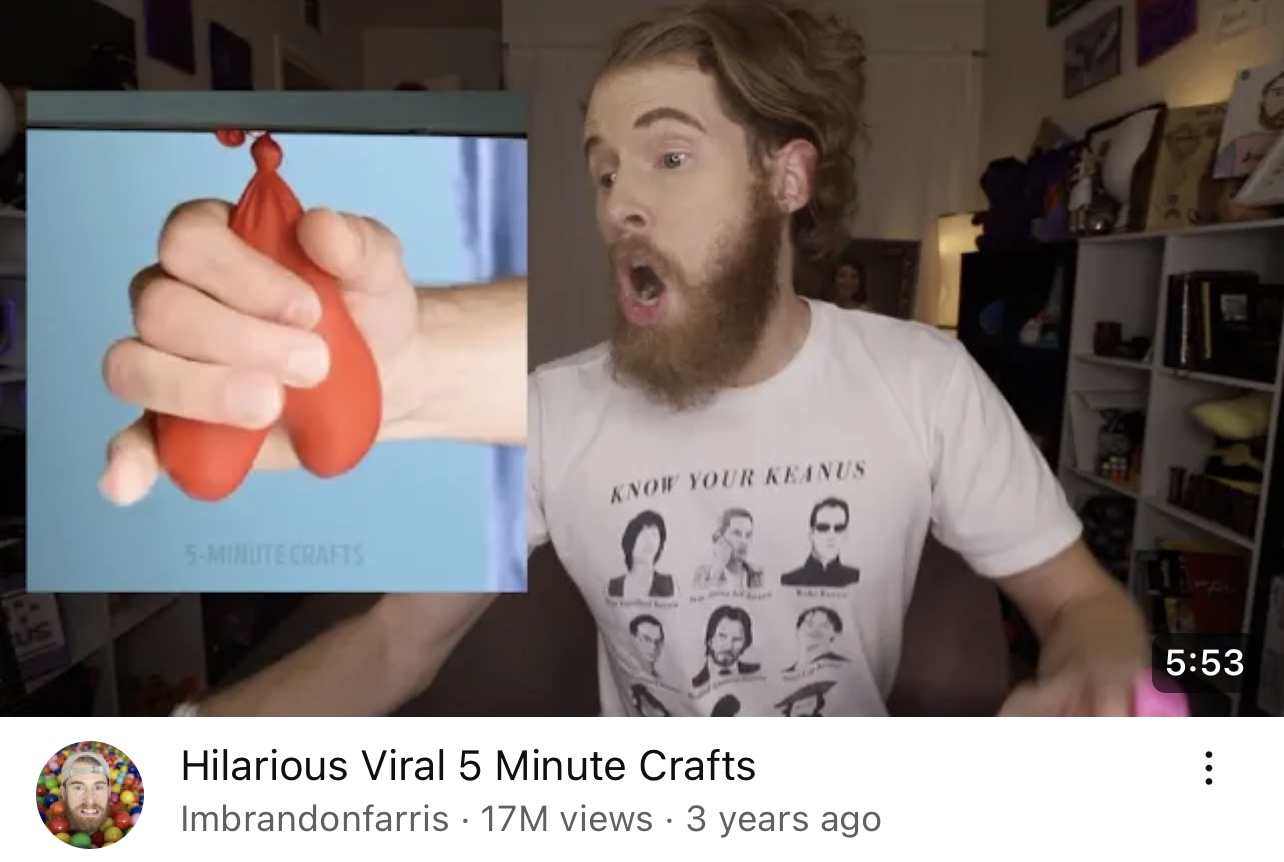 5-MINUTE CRAFTS
KNOW YOUR KEANUS
5:53
Hilarious Viral 5 Minute Crafts
Imbrandonfarris · 17M views · 3 years ago